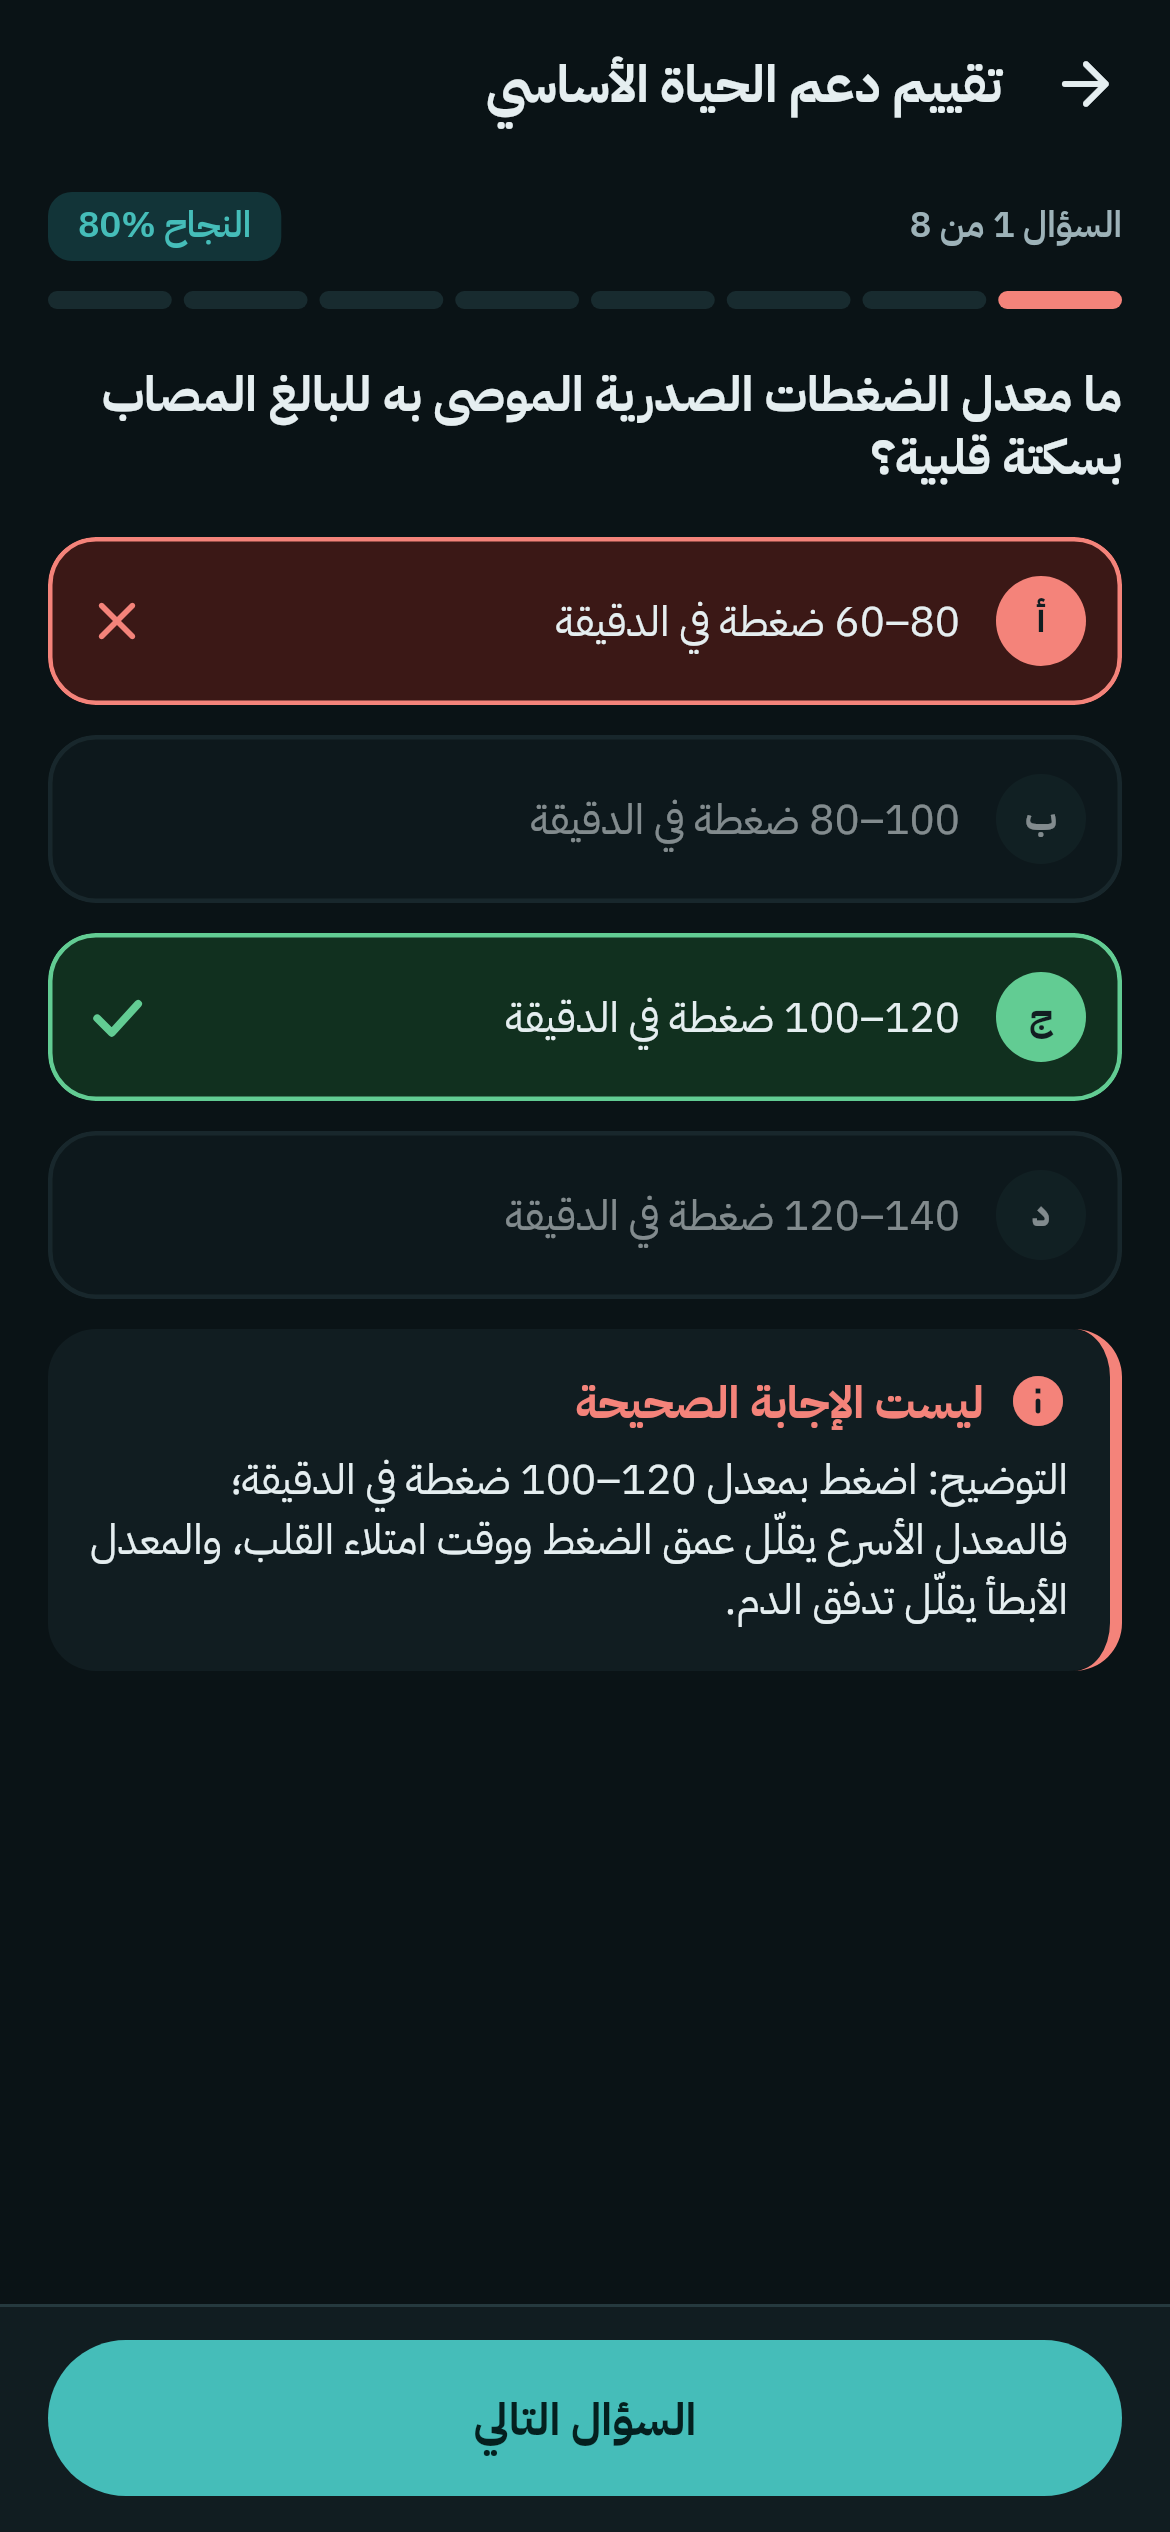 تقييم دعم الحياة الأساسي
السؤال 1 من 8
النجاح 80%
ما معدل الضغطات الصدرية الموصى به للبالغ المصاب
بسكتة قلبية؟
أ
60–80 ضغطة في الدقيقة
ب
80–100 ضغطة في الدقيقة
ج
100–120 ضغطة في الدقيقة
د
120–140 ضغطة في الدقيقة
ليست الإجابة الصحيحة
التوضيح: اضغط بمعدل 100–120 ضغطة في الدقيقة؛
فالمعدل الأسرع يقلّل عمق الضغط ووقت امتلاء القلب، والمعدل
الأبطأ يقلّل تدفق الدم.
السؤال التالي